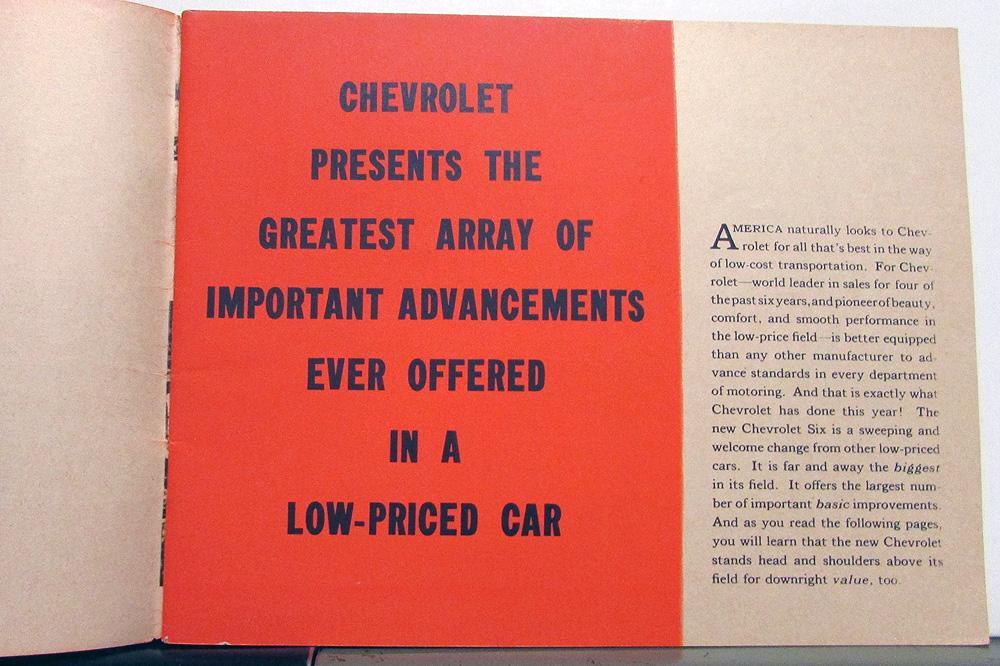 CHEVROLET
PRESENTS THE
GREATEST ARRAY OF
IMPORTANT ADVANCEMENTS
EVER OFFERED
IN A
LOW-PRICED CAR
AMERICA naturally looks to Chev-
rolet for all that's best in the way
of low-cost transportation. For Chev-
rolet—world leader in sales for four of
the past six years, and pioneer of beauty,
comfort, and smooth performance in
the low-price field—is better equipped
than any other manufacturer to ad-
vance standards in every department
of motoring. And that is exactly what
Chevrolet has done this year! The
new Chevrolet Six is a sweeping and
welcome change from other low-priced
cars. It is far and away the biggest
in its field. It offers the largest num-
ber of important basic improvements.
And as you read the following pages,
you will learn that the new Chevrolet
stands head and shoulders above its
field for downright value, too.